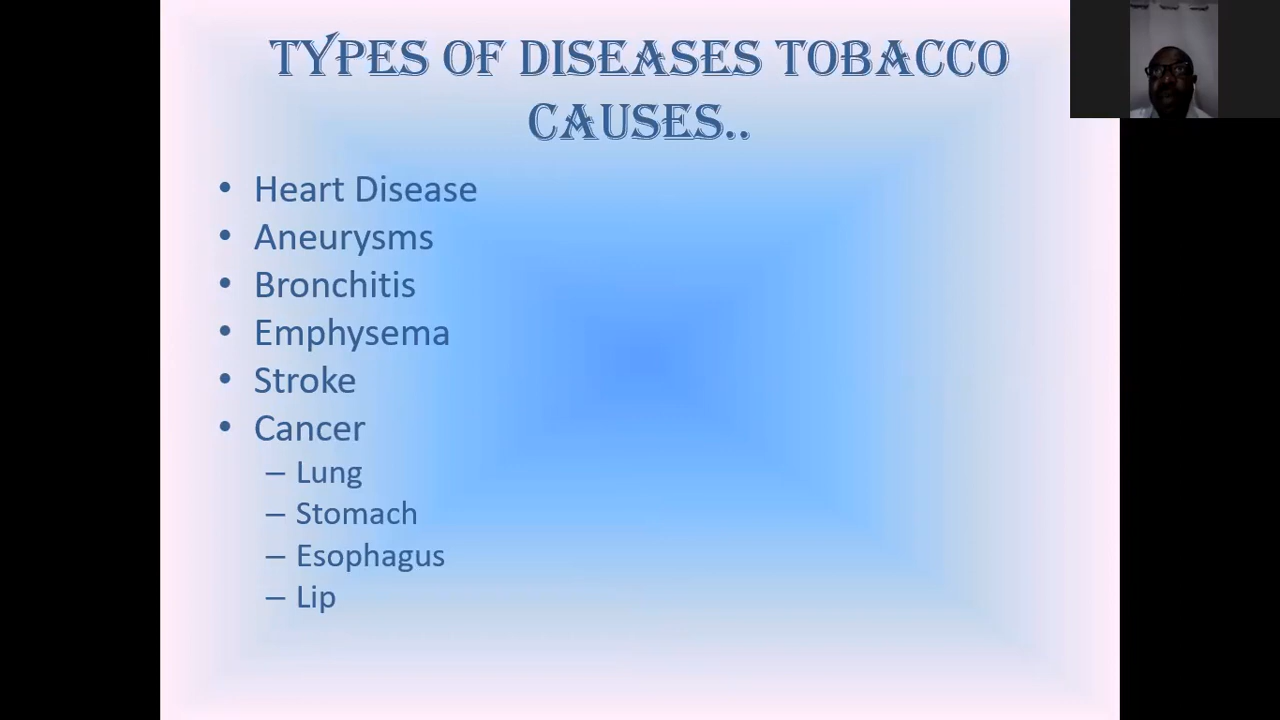 TYPES OF DISEASES TOBACCO
CAUSES..
• Heart Disease
• Aneurysms
• Bronchitis
• Emphysema
• Stroke
• Cancer
– Lung
– Stomach
– Esophagus
– Lip